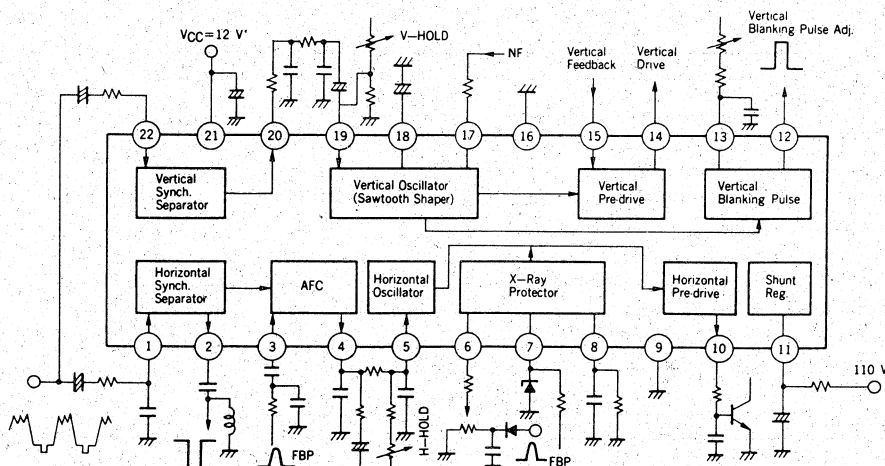 VCC=12 V'
V-HOLD
NF
Vertical
Feedback
Vertical
Drive
Vertical
Blanking Pulse Adj.
22
21
20
19
18
17
16
15
14
13
12
Vertical
Synch.
Separator
Vertical Oscillator
(Sawtooth Shaper)
Vertical
Pre-drive
Vertical
Blanking Pulse
Horizontal
Synch.
Separator
AFC
Horizontal
Oscillator
X-Ray
Protector
Horizontal
Pre-drive
Shunt
Reg.
1
2
3
4
5
6
7
8
9
10
11
110 V
FBP
H-HOLD
FBP